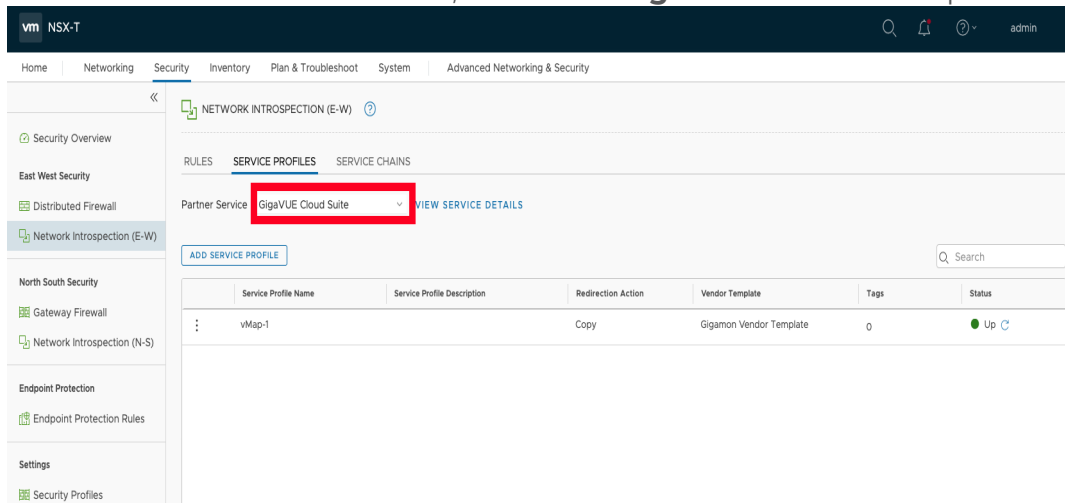 vm NSX-T admin
Home Networking Security Inventory Plan & Troubleshoot System Advanced Networking & Security
NETWORK INTROSPECTION (E-W)
Security Overview
RULES SERVICE PROFILES SERVICE CHAINS
East West Security
Distributed Firewall
Partner Service GigaVUE Cloud Suite VIEW SERVICE DETAILS
Network Introspection (E-W)
ADD SERVICE PROFILE Search
North South Security
Service Profile Name Service Profile Description Redirection Action Vendor Template Tags Status
Gateway Firewall
vMap-1 Copy Gigamon Vendor Template 0 Up
Network Introspection (N-S)
Endpoint Protection
Endpoint Protection Rules
Settings
Security Profiles